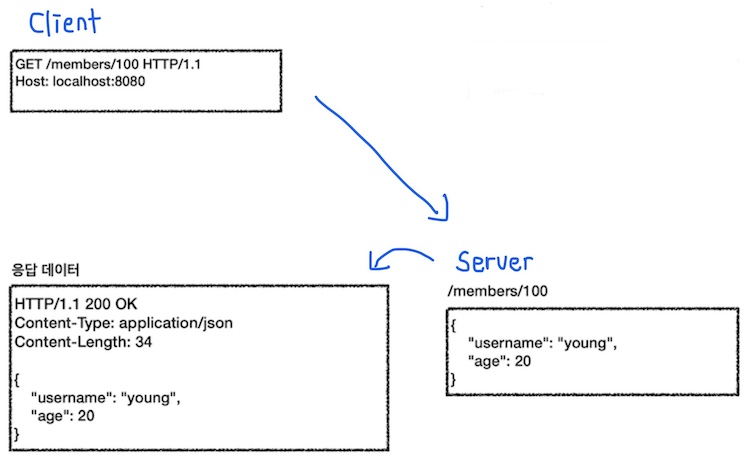 Client
GET /members/100 HTTP/1.1
Host: localhost:8080
Server
/members/100
{
"username": "young",
"age": 20
}
응답 데이터
HTTP/1.1 200 OK
Content-Type: application/json
Content-Length: 34
{
"username": "young",
"age": 20
}